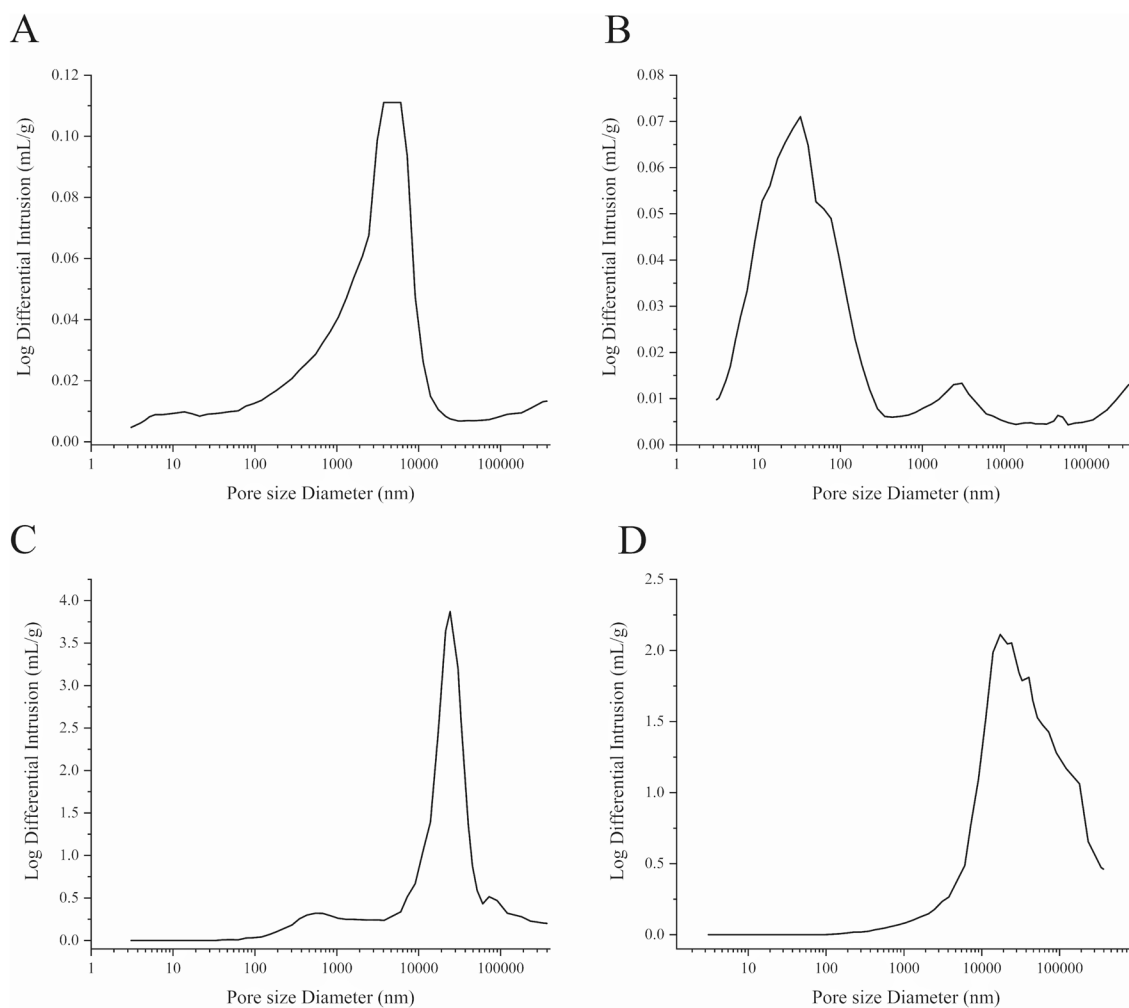 A
Log Differential Intrusion (mL/g)
0.12
0.10
0.08
0.06
0.04
0.02
0.00
1 10 100 1000 10000 100000
Pore size Diameter (nm)
B
Log Differential Intrusion (mL/g)
0.08
0.07
0.06
0.05
0.04
0.03
0.02
0.01
0.00
1 10 100 1000 10000 100000
Pore size Diameter (nm)
C
Log Differential Intrusion (mL/g)
4.0
3.5
3.0
2.5
2.0
1.5
1.0
0.5
0.0
1 10 100 1000 10000 100000
Pore size Diameter (nm)
D
Log Differential Intrusion (mL/g)
2.5
2.0
1.5
1.0
0.5
0.0
10 100 1000 10000 100000
Pore size Diameter (nm)